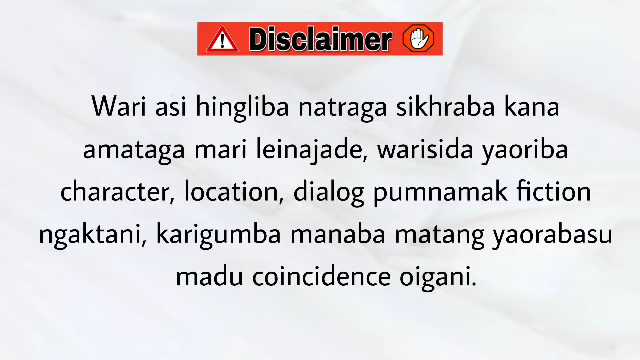 Disclaimer
Wari asi hingliba natraga sikhraba kana
amataga mari leinajade, warisida yaoriba
character, location, dialog pumnamak fiction
ngaktani, karigumba manaba matang yaorabasu
madu coincidence oigani.